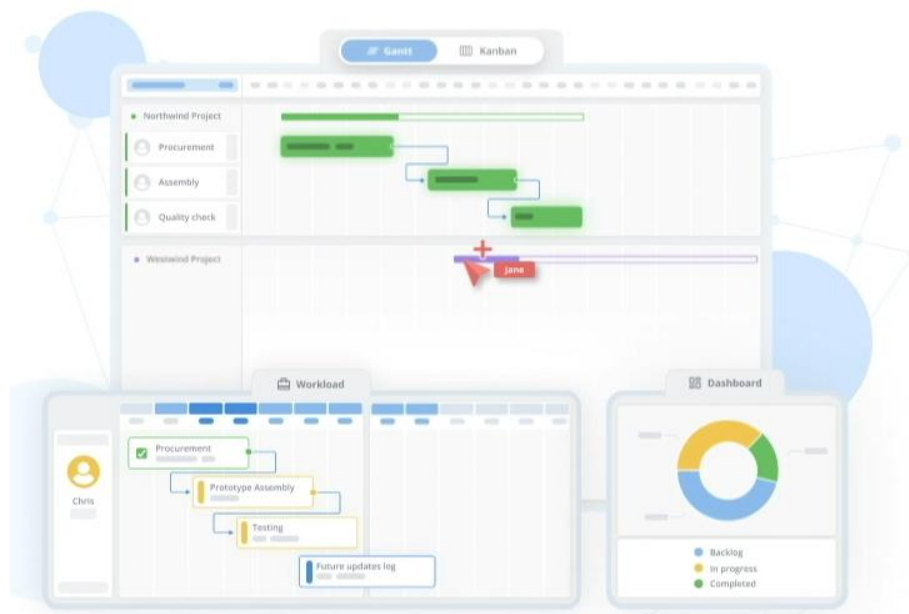 Gantt
Kanban
Northwind Project
Procurement
Assembly
Quality check
Westwind Project
Jane
Workload
Chris
Procurement
Prototype Assembly
Testing
Future updates log
Dashboard
Backlog
In progress
Completed